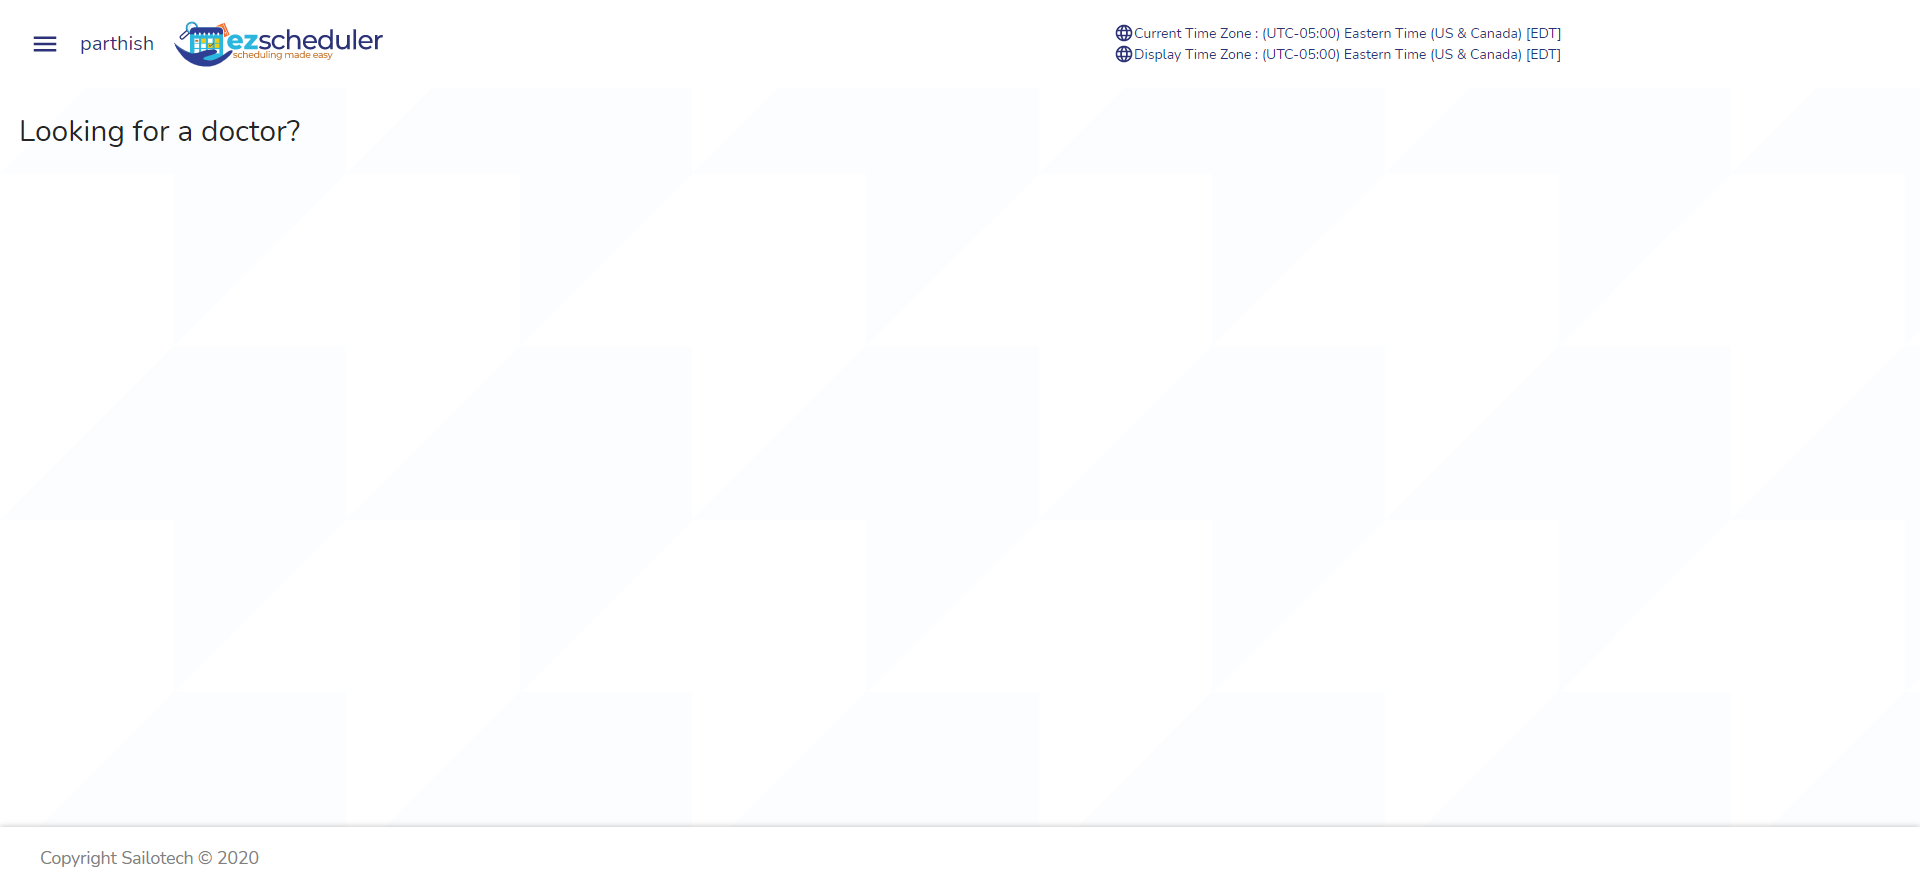 parthish
ezscheduler
scheduling made easy
Current Time Zone : (UTC-05:00) Eastern Time (US & Canada) [EDT]
Display Time Zone : (UTC-05:00) Eastern Time (US & Canada) [EDT]
Looking for a doctor?
Copyright Sailotech © 2020